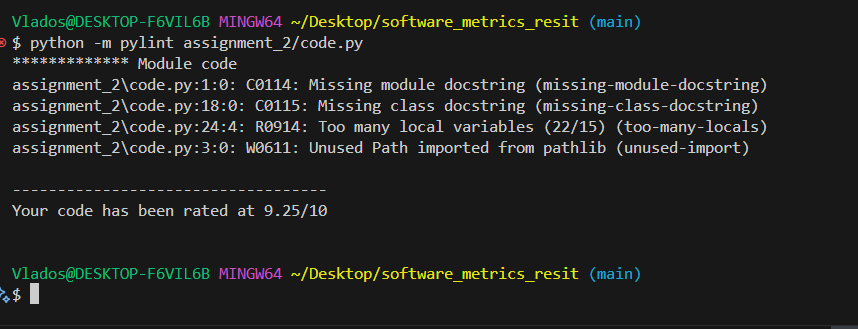 Vlados@DESKTOP-F6VIL6B MINGW64 ~/Desktop/software_metrics_resit (main)
$ python -m pylint assignment_2/code.py
************* Module code
assignment_2\code.py:1:0: C0114: Missing module docstring (missing-module-docstring)
assignment_2\code.py:18:0: C0115: Missing class docstring (missing-class-docstring)
assignment_2\code.py:24:4: R0914: Too many local variables (22/15) (too-many-locals)
assignment_2\code.py:3:0: W0611: Unused Path imported from pathlib (unused-import)
-----------------------------------
Your code has been rated at 9.25/10
Vlados@DESKTOP-F6VIL6B MINGW64 ~/Desktop/software_metrics_resit (main)
$